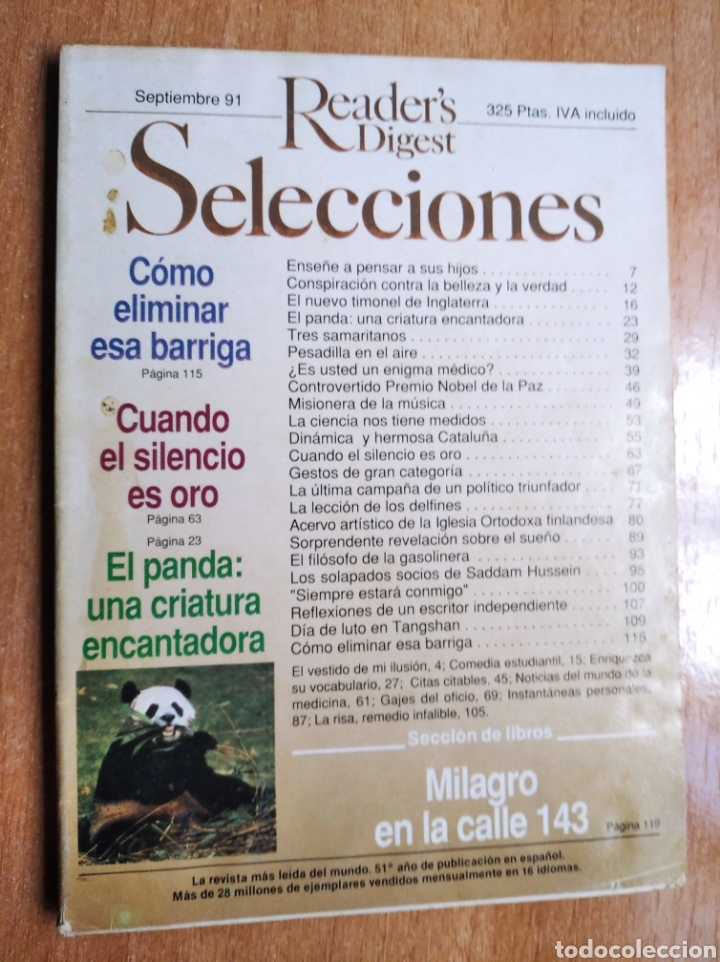 Septiembre 91
Reader's
Digest
325 Ptas. IVA incluido
Selecciones
Cómo
eliminar
esa barriga
Página 115
Cuando
el silencio
es oro
Página 63
Página 23
El panda:
una criatura
encantadora
Enseñe a pensar a sus hijos . . . . . . . . . . . . . . . . 7
Conspiración contra la belleza y la verdad . . . . . 12
El nuevo timonel de Inglaterra . . . . . . . . . . . . . . 16
El panda: una criatura encantadora . . . . . . . . . . 23
Tres samaritanos . . . . . . . . . . . . . . . . . . . . . . . 29
Pesadilla en el aire . . . . . . . . . . . . . . . . . . . . . . 32
¿Es usted un enigma médico? . . . . . . . . . . . . . . 39
Controvertido Premio Nobel de la Paz . . . . . . . . 46
Misionera de la música . . . . . . . . . . . . . . . . . . . 49
La ciencia nos tiene medidos . . . . . . . . . . . . . . . 53
Dinámica y hermosa Cataluña . . . . . . . . . . . . . . 55
Cuando el silencio es oro . . . . . . . . . . . . . . . . . . 63
Gestos de gran categoría . . . . . . . . . . . . . . . . . . 67
La última campaña de un político triunfador . . . . 71
La lección de los delfines . . . . . . . . . . . . . . . . . 77
Acervo artístico de la Iglesia Ortodoxa finlandesa 80
Sorprendente revelación sobre el sueño . . . . . . . 89
El filósofo de la gasolinera . . . . . . . . . . . . . . . . 93
Los solapados socios de Saddam Hussein . . . . . 95
"Siempre estará conmigo" . . . . . . . . . . . . . . . . . 100
Reflexiones de un escritor independiente . . . . . . 107
Día de luto en Tangshan . . . . . . . . . . . . . . . . . . 109
Cómo eliminar esa barriga . . . . . . . . . . . . . . . . 115
El vestido de mi ilusión, 4; Comedia estudiantil, 15; Enriquezca
su vocabulario, 27; Citas citables, 45; Noticias del mundo de la
medicina, 61; Gajes del oficio, 69; Instantáneas personales,
87; La risa, remedio infalible, 105.
Sección de libros
Milagro
en la calle 143
Página 119
La revista más leida del mundo. 51º año de publicación en español.
Más de 28 millones de ejemplares vendidos mensualmente en 16 idiomas.
todocoleccion